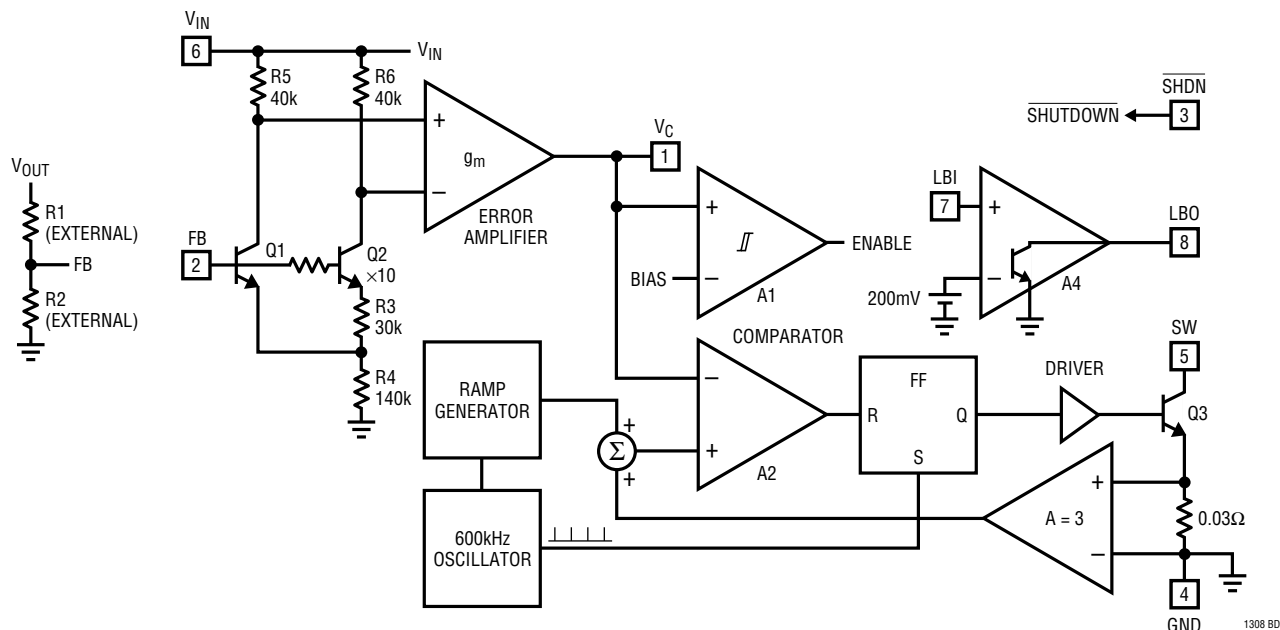 VIN
6
VIN
R5
40k
R6
40k
+
gm
−
ERROR
AMPLIFIER
VOUT
R1
(EXTERNAL)
FB
R2
(EXTERNAL)
FB
2
Q1
Q2
×10
R3
30k
R4
140k
VC
1
+
−
BIAS
A1
ENABLE
SHDN
3
SHUTDOWN
LBI
7
+
−
200mV
A4
LBO
8
COMPARATOR
RAMP
GENERATOR
+
Σ
+
−
+
A2
FF
R
Q
S
DRIVER
SW
5
Q3
600kHz
OSCILLATOR
A = 3
+
−
0.03Ω
4
GND
1308 BD